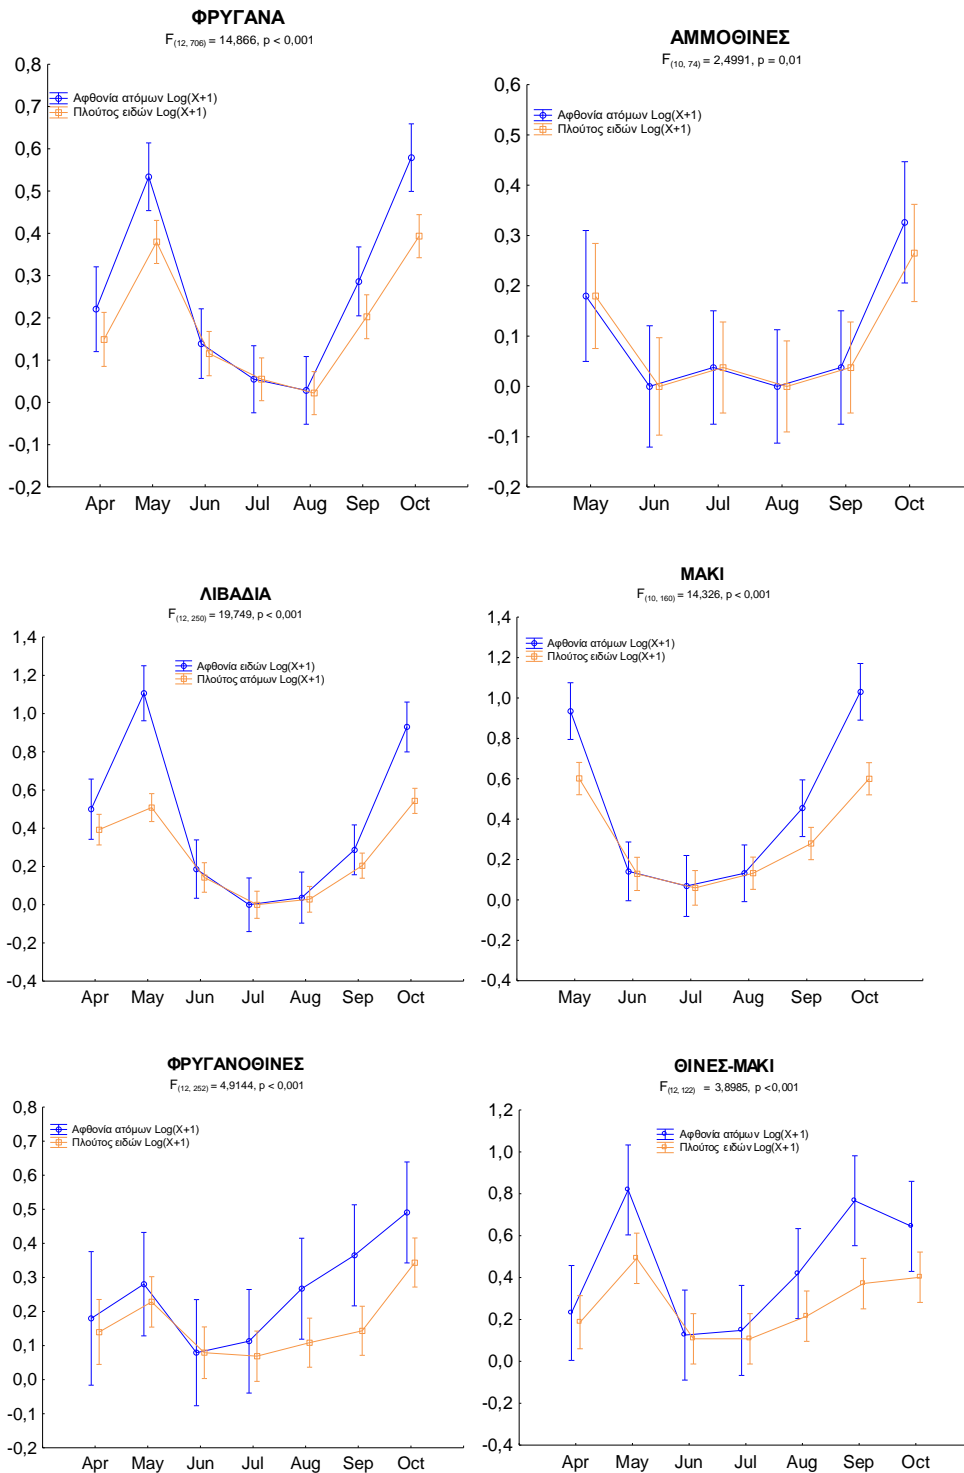 ΦΡΥΓΑΝΑ
F(12, 706) = 14,866, p < 0,001
0,8
0,7
0,6
0,5
0,4
0,3
0,2
0,1
0,0
-0,1
-0,2
Αφθονία ατόμων Log(X+1)
Πλούτος ειδών Log(X+1)
Apr May Jun Jul Aug Sep Oct
ΑΜΜΟΘΙΝΕΣ
F(10, 74) = 2,4991, p = 0,01
0,6
0,5
0,4
0,3
0,2
0,1
0,0
-0,1
-0,2
Αφθονία ατόμων Log(X+1)
Πλούτος ειδών Log(X+1)
May Jun Jul Aug Sep Oct
ΛΙΒΑΔΙΑ
F(12, 250) = 19,749, p < 0,001
1,4
1,2
1,0
0,8
0,6
0,4
0,2
0,0
-0,2
-0,4
Αφθονία ειδών Log(X+1)
Πλούτος ατόμων Log(X+1)
Apr May Jun Jul Aug Sep Oct
ΜΑΚΙ
F(10, 160) = 14,326, p < 0,001
1,4
1,2
1,0
0,8
0,6
0,4
0,2
0,0
-0,2
-0,4
Αφθονία ατόμων Log(X+1)
Πλούτος ειδών Log(X+1)
May Jun Jul Aug Sep Oct
ΦΡΥΓΑΝΟΘΙΝΕΣ
F(12, 252) = 4,9144, p < 0,001
0,8
0,7
0,6
0,5
0,4
0,3
0,2
0,1
0,0
-0,1
-0,2
Αφθονία ατόμων Log(X+1)
Πλούτος ειδών Log(X+1)
Apr May Jun Jul Aug Sep Oct
ΘΙΝΕΣ-ΜΑΚΙ
F(12, 122) = 3,8985, p <0,001
1,2
1,0
0,8
0,6
0,4
0,2
0,0
-0,2
-0,4
Αφθονία ατόμων Log(X+1)
Πλούτος ειδών Log(X+1)
Apr May Jun Jul Aug Sep Oct